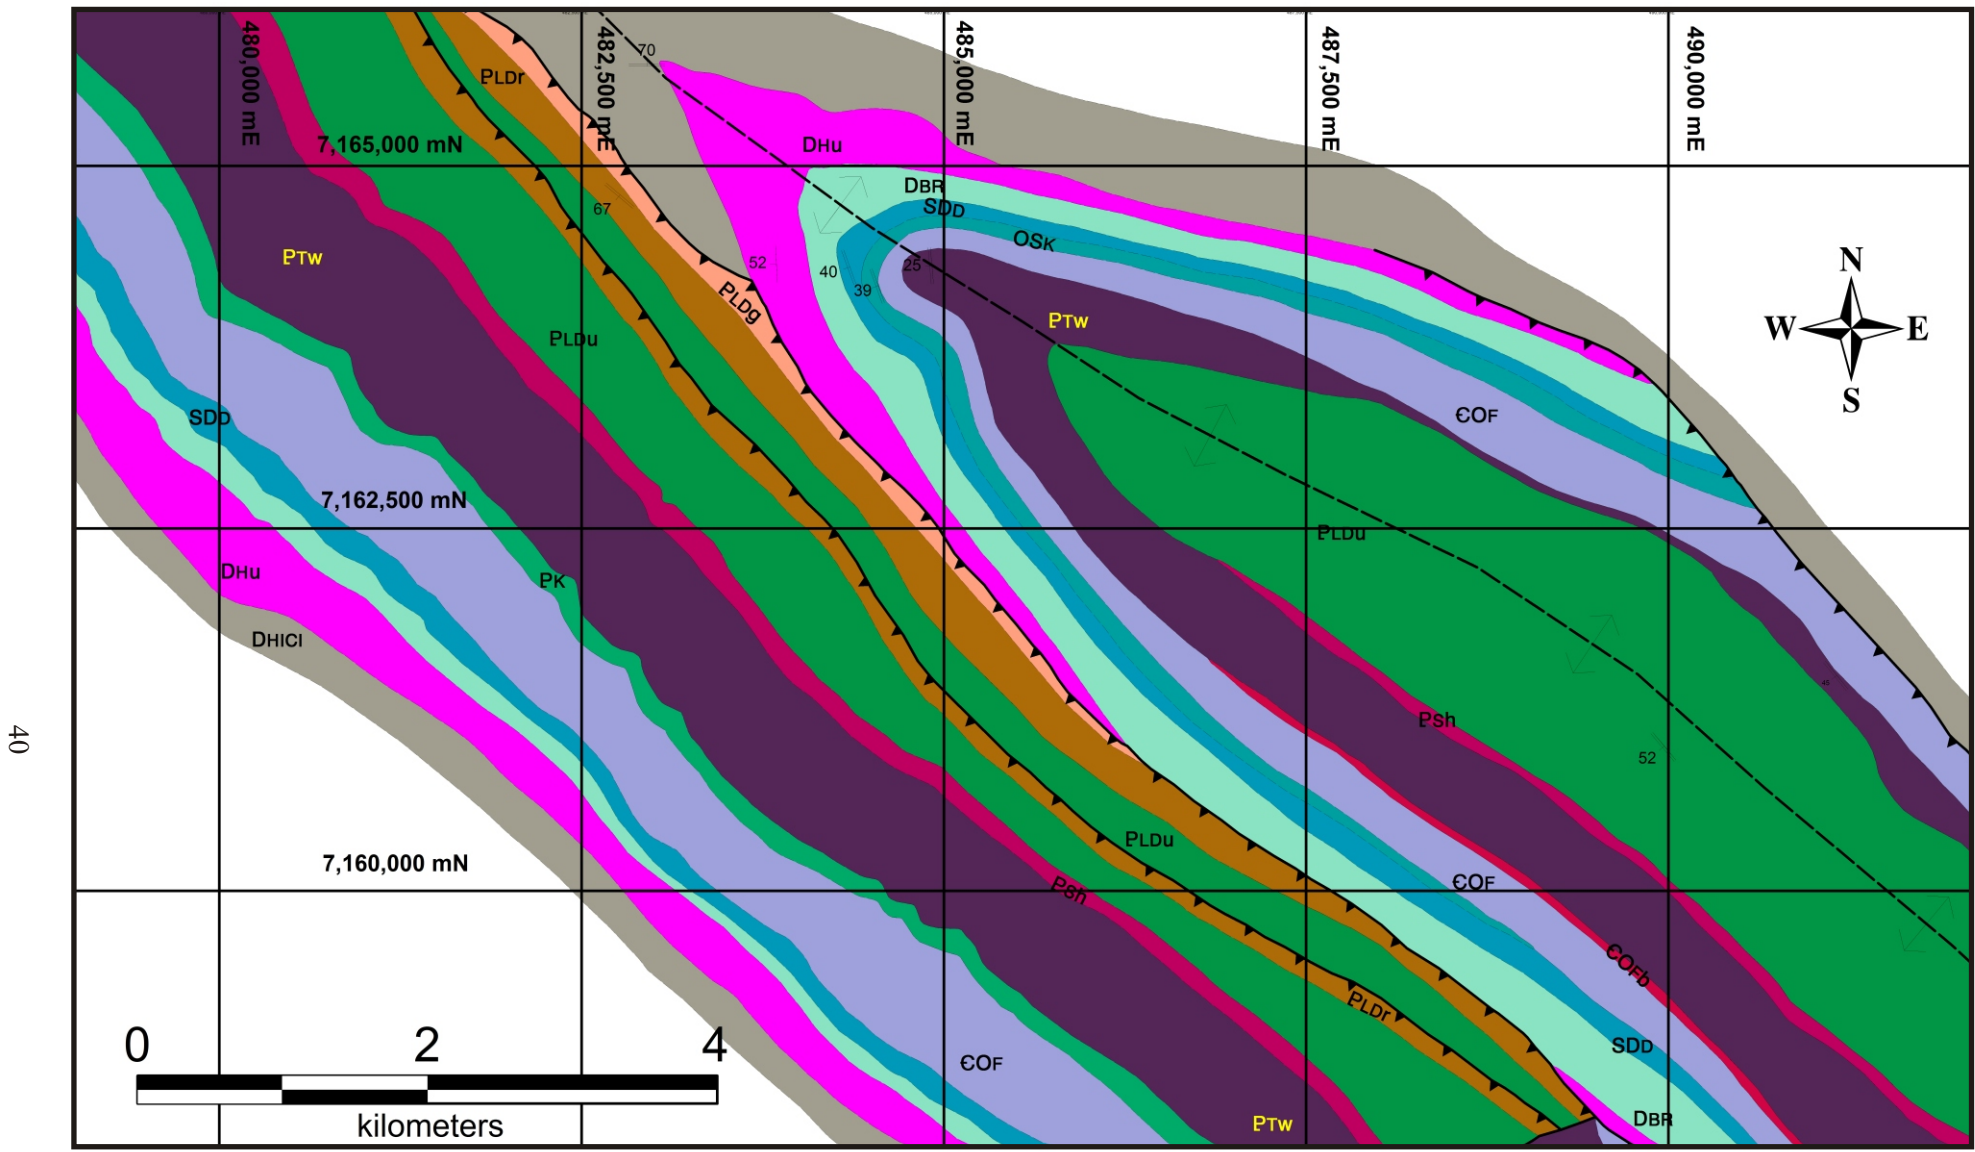 480,000 mE
482,500 mE
485,000 mE
487,500 mE
490,000 mE
70
PLDr
7,165,000 mN
DHu
67
DBR
SDD
OSK
PTw
52
40
39
25
PLDg
PTw
N
W
E
S
PLDu
SDD
ЄOF
7,162,500 mN
PLDu
DHu
PK
DHICI
45
Psh
52
40
PLDu
7,160,000 mN
ЄOF
Psh
ЄOFb
PLDr
0
2
4
kilometers
ЄOF
SDD
PTw
DBR